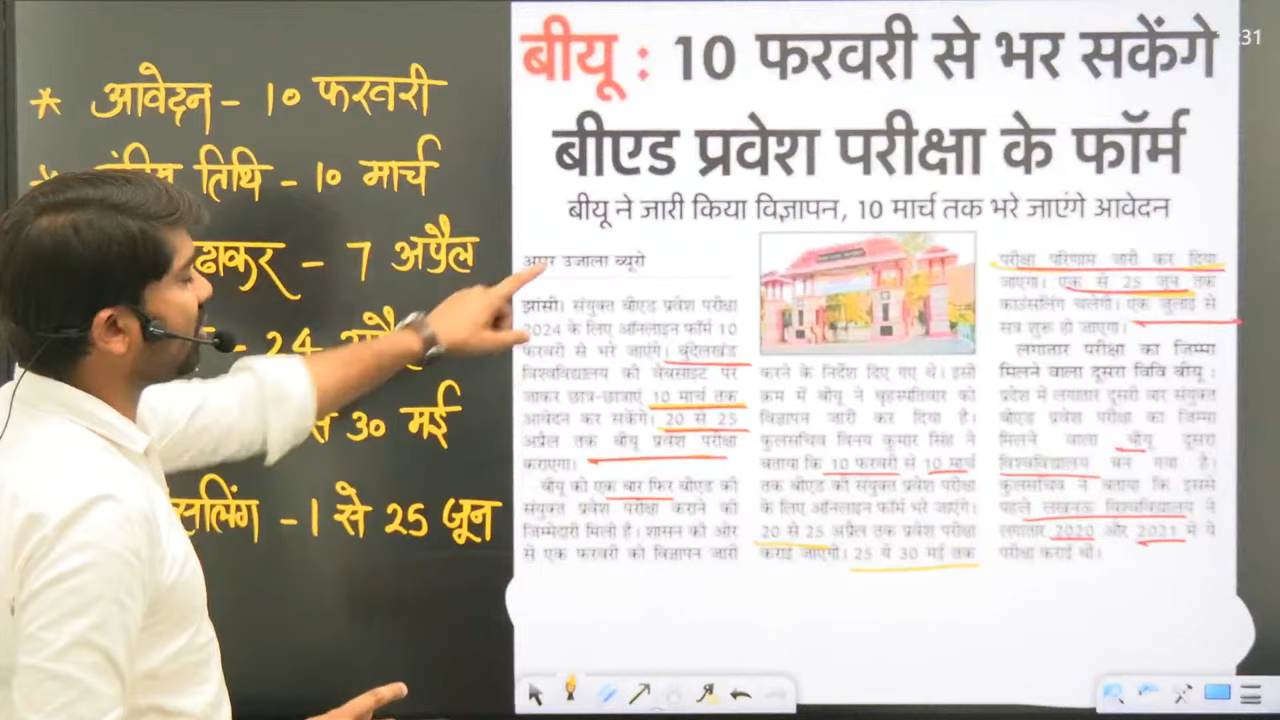 * आवेदन - 10 फरवरी
तिथि - 10 मार्च
ढाकर - 7 अप्रैल
- 24
30 मई
सलिंग - 1 से 25 जून
:31
बीयू : 10 फरवरी से भर सकेंगे
बीएड प्रवेश परीक्षा के फॉर्म
बीयू ने जारी किया विज्ञापन, 10 मार्च तक भरे जाएंगे आवेदन
अमर उजाला ब्यूरो
झांसी। संयुक्त बीएड प्रवेश परीक्षा
2024 के लिए ऑनलाइन फॉर्म 10
फरवरी से भरे जाएंगे। बुंदेलखंड
विश्वविद्यालय की वेबसाइट पर
जाकर छात्र-छात्राएं 10 मार्च तक
आवेदन कर सकेंगे। 20 से 25
अप्रैल तक बीयू प्रवेश परीक्षा
कराएगा।
बीयू को एक बार फिर बीएड की
संयुक्त प्रवेश परीक्षा कराने की
जिम्मेदारी मिली है। शासन की ओर
से एक फरवरी को विज्ञापन जारी
करने के निर्देश दिए गए थे। इसी
क्रम में बीयू ने बृहस्पतिवार को
विज्ञापन जारी कर दिया है।
कुलसचिव विनय कुमार सिंह ने
बताया कि 10 फरवरी से 10 मार्च
तक बीएड की संयुक्त प्रवेश परीक्षा
के लिए ऑनलाइन फॉर्म भरे जाएंगे।
20 से 25 अप्रैल तक प्रवेश परीक्षा
कराई जाएगी। 25 से 30 मई तक
परीक्षा परिणाम जारी कर दिया
जाएगा। एक से 25 जून तक
काउंसलिंग चलेगी। एक जुलाई से
सत्र शुरू हो जाएगा।
लगातार परीक्षा का जिम्मा
मिलने वाला दूसरा विवि बीयू :
प्रदेश में लगातार दूसरी बार संयुक्त
बीएड प्रवेश परीक्षा का जिम्मा
मिलने वाला बीयू दूसरा
विश्वविद्यालय बन गया है।
कुलसचिव ने बताया कि इससे
पहले लखनऊ विश्वविद्यालय ने
लगातार 2020 और 2021 में ये
परीक्षा कराई थी।